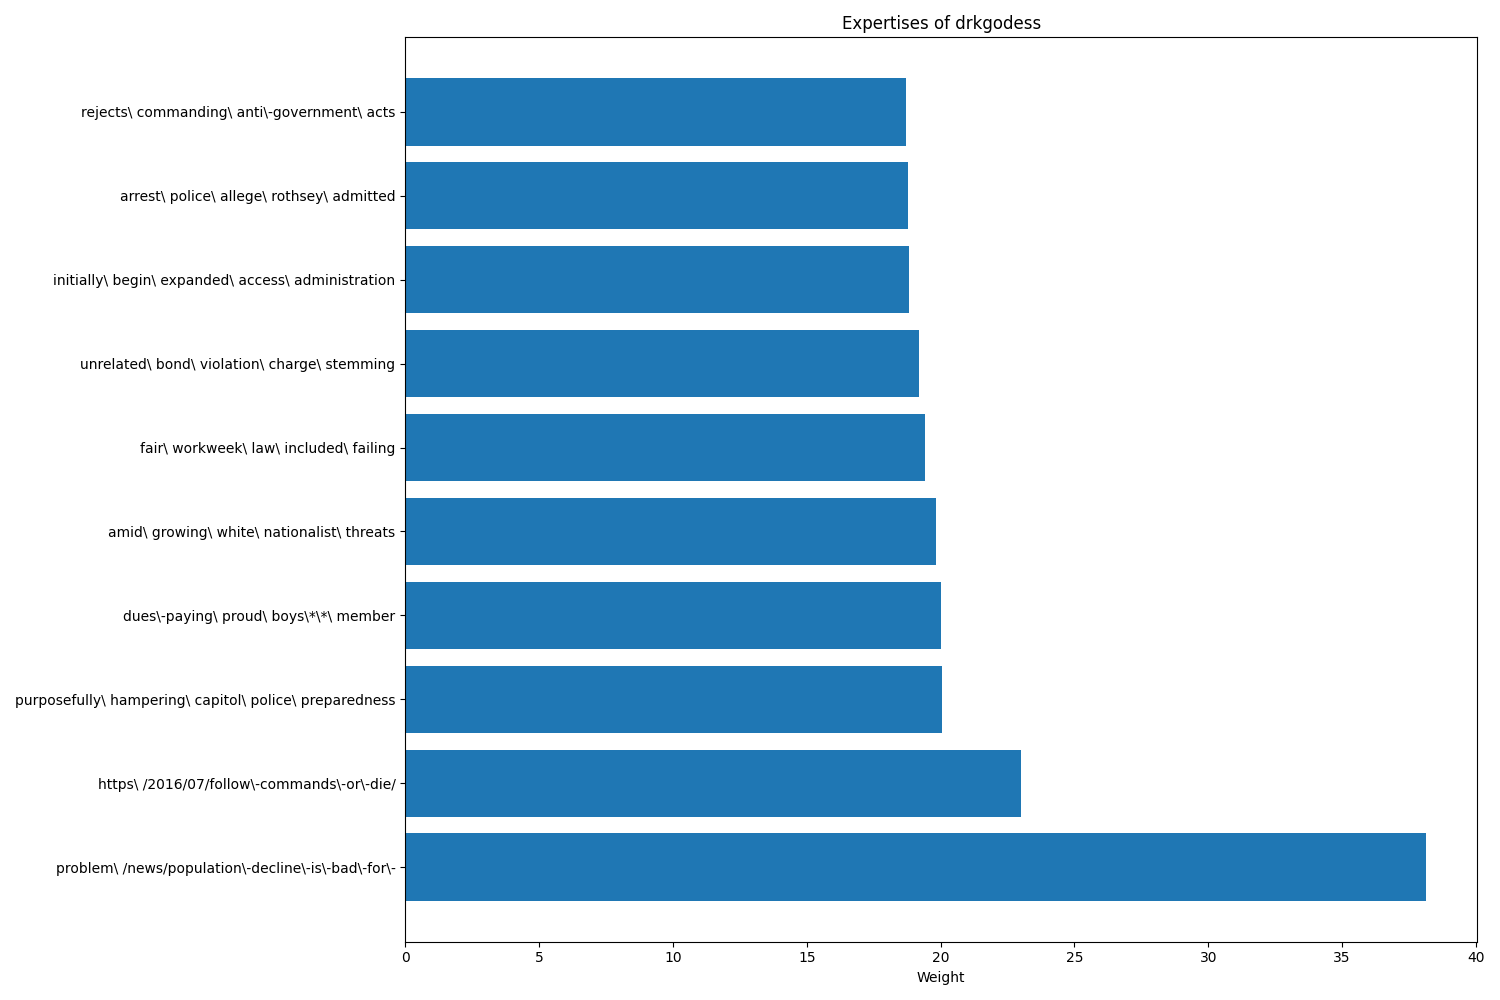 Expertises of drkgodess
rejects\ commanding\ anti\-government\ acts
arrest\ police\ allege\ rothsey\ admitted
initially\ begin\ expanded\ access\ administration
unrelated\ bond\ violation\ charge\ stemming
fair\ workweek\ law\ included\ failing
amid\ growing\ white\ nationalist\ threats
dues\-paying\ proud\ boys\*\*\ member
purposefully\ hampering\ capitol\ police\ preparedness
https\ /2016/07/follow\-commands\-or\-die/
problem\ /news/population\-decline\-is\-bad\-for\-
0 5 10 15 20 25 30 35 40
Weight